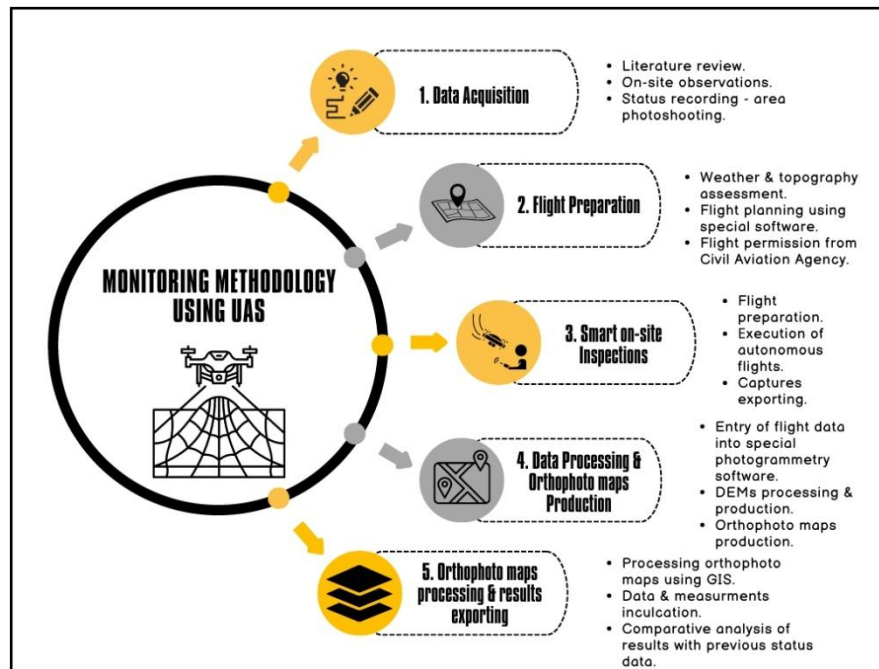 MONITORING METHODOLOGY
USING UAS
1. Data Acquisition
• Literature review.
• On-site observations.
• Status recording - area
photoshooting.
2. Flight Preparation
• Weather & topography
assessment.
• Flight planning using
special software.
• Flight permission from
Civil Aviation Agency.
3. Smart on-site
Inspections
• Flight
preparation.
• Execution of
autonomous
flights.
• Captures
exporting.
4. Data Processing &
Orthophoto maps
Production
• Entry of flight data
into special
photogrammetry
software.
• DEMs processing &
production.
• Orthophoto maps
production.
5. Orthophoto maps
processing & results
exporting
• Processing orthophoto
maps using GIS.
• Data & measurments
inculcation.
• Comparative analysis of
results with previous status
data.